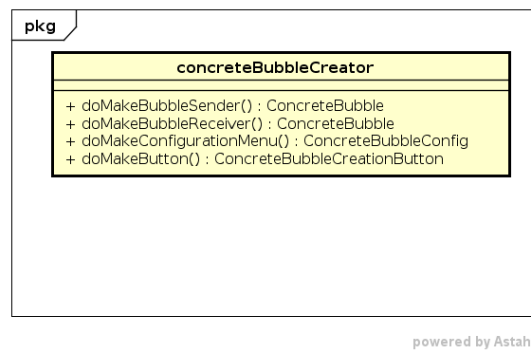 pkg
concreteBubbleCreator
+ doMakeBubbleSender() : ConcreteBubble
+ doMakeBubbleReceiver() : ConcreteBubble
+ doMakeConfigurationMenu() : ConcreteBubbleConfig
+ doMakeButton() : ConcreteBubbleCreationButton
powered by Astah